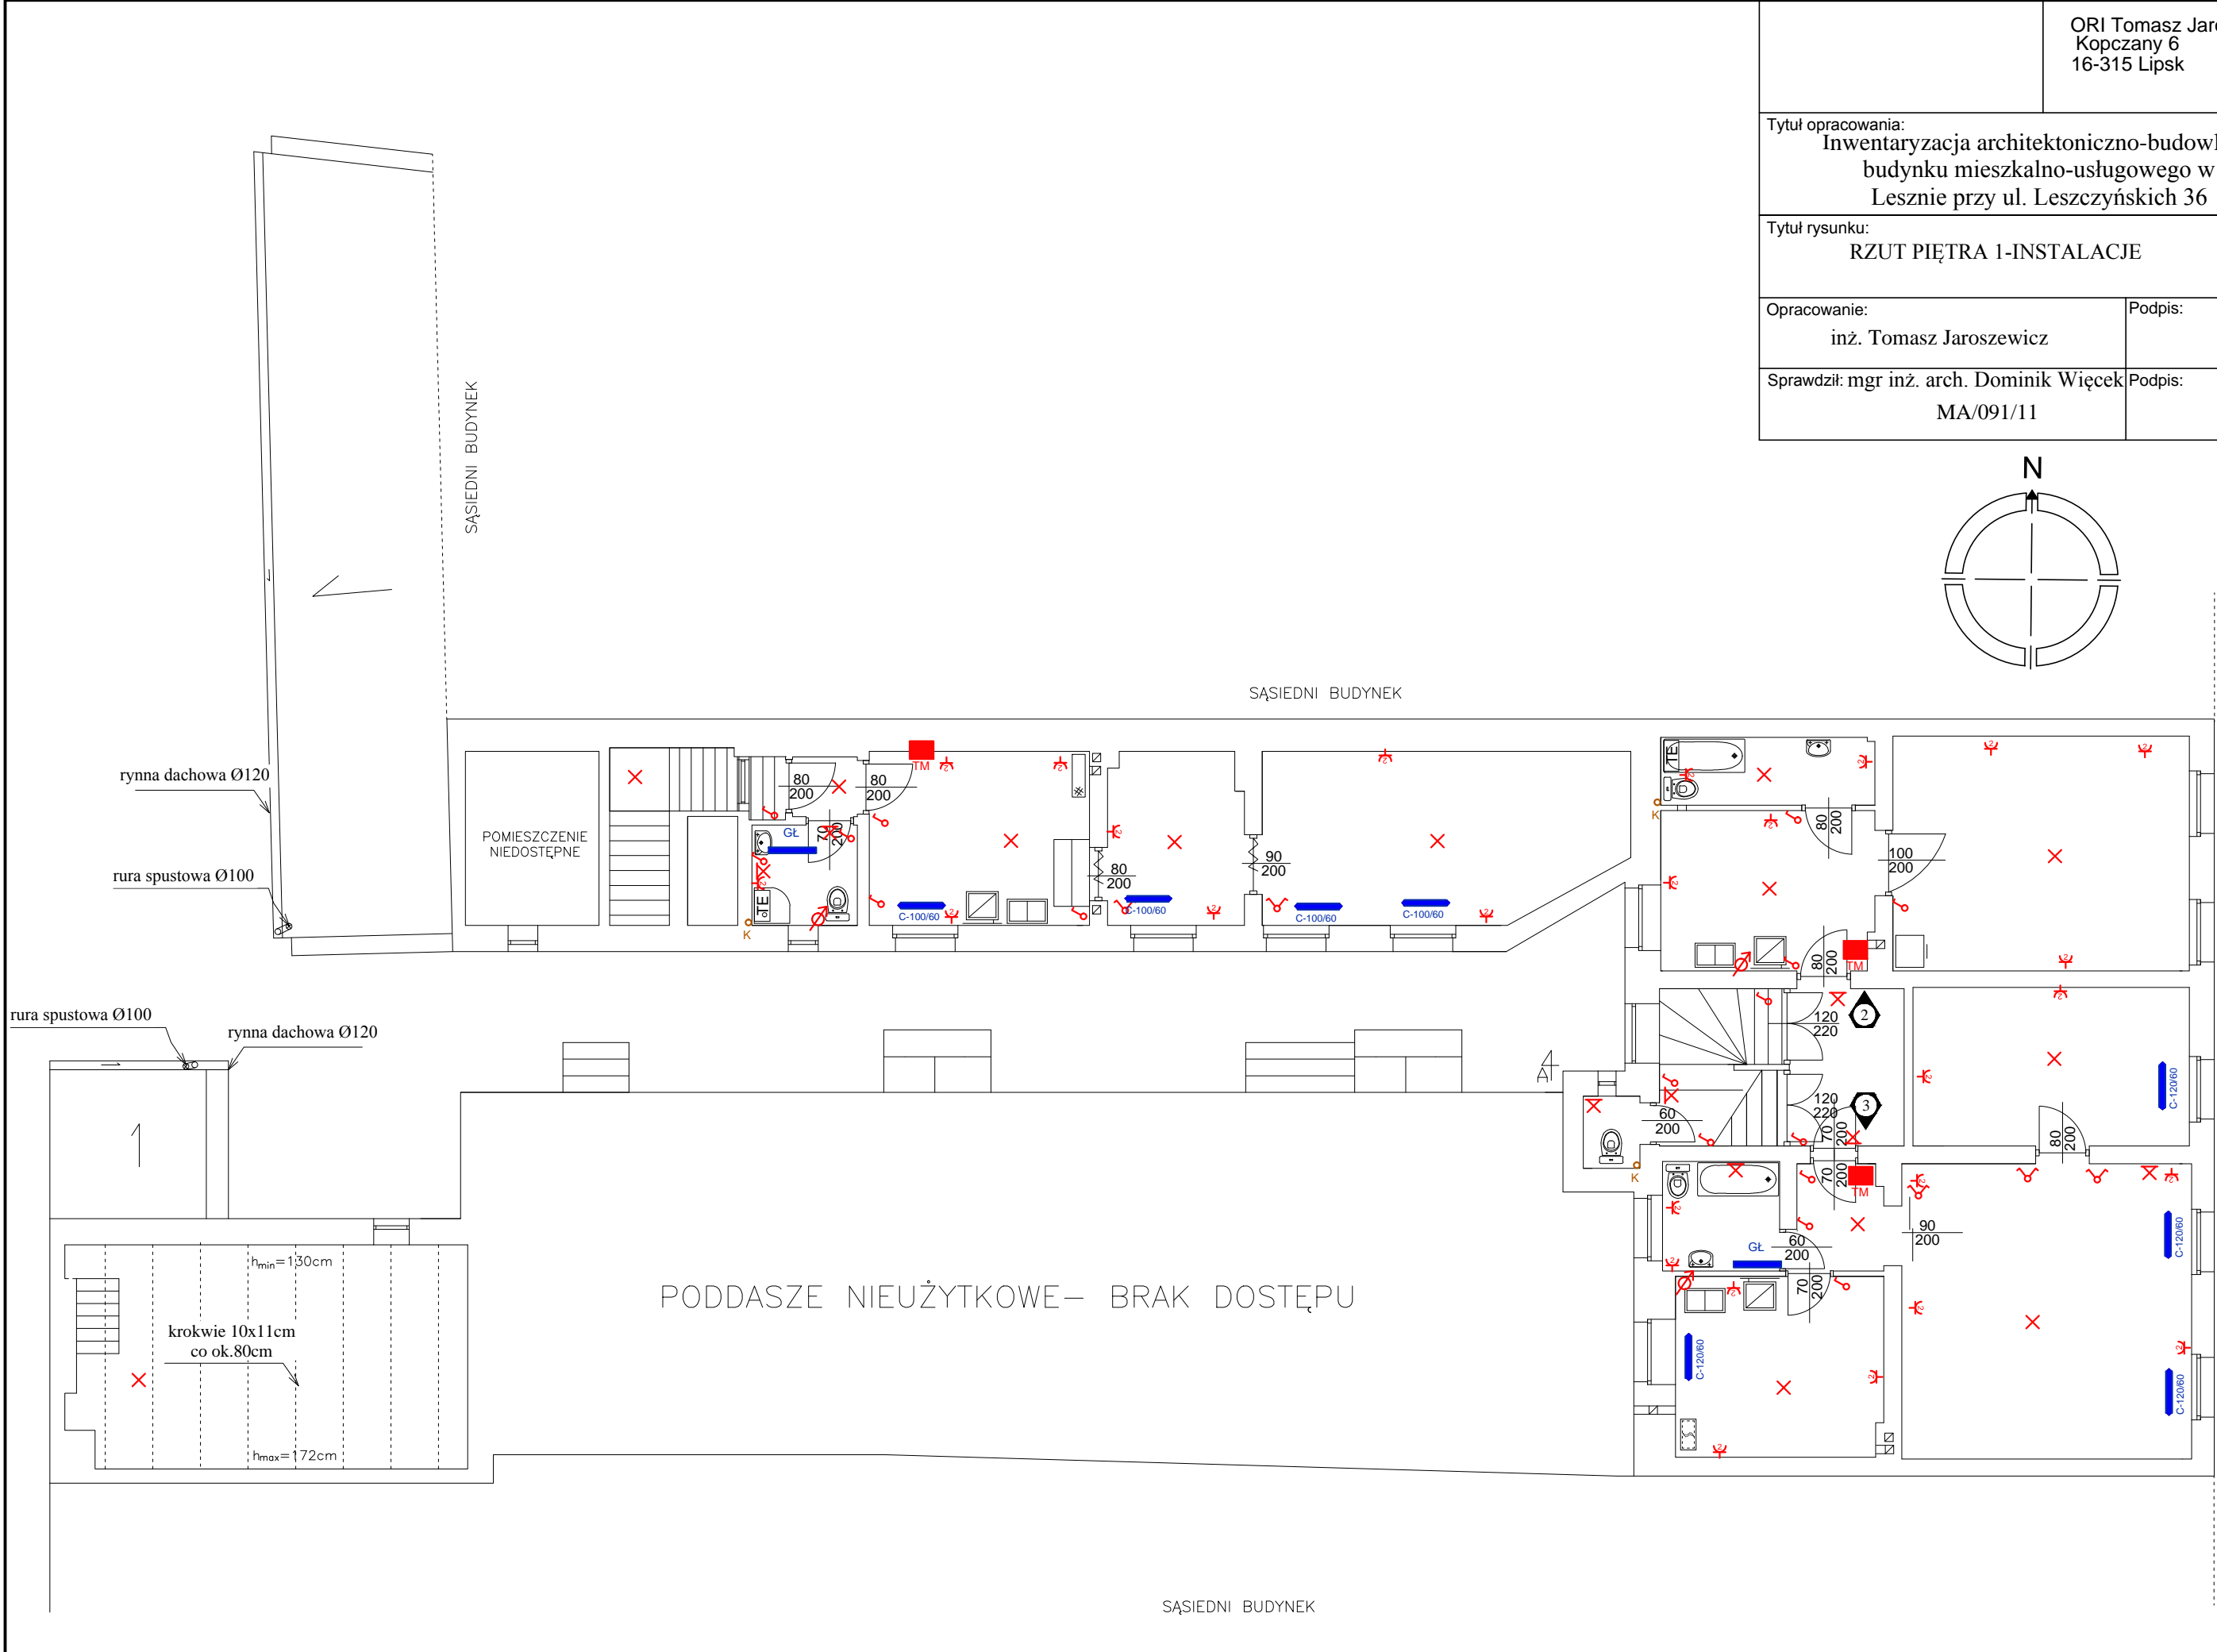 ORI Tomasz Jar
Kopczany 6
16-315 Lipsk
Tytuł opracowania:
Inwentaryzacja architektoniczno-budowl
budynku mieszkalno-usługowego w
Lesznie przy ul. Leszczyńskich 36
Tytuł rysunku:
RZUT PIĘTRA 1-INSTALACJE
Opracowanie:
Podpis:
inż. Tomasz Jaroszewicz
Sprawdził: mgr inż. arch. Dominik Więcek
Podpis:
MA/091/11
N
SĄSIEDNI BUDYNEK
SĄSIEDNI BUDYNEK
rynna dachowa Ø120
rura spustowa Ø100
POMIESZCZENIE
NIEDOSTĘPNE
80
200
80
200
TM
GŁ
70
200
TE
K
C-100/60
80
200
C-100/60
90
200
C-100/60
C-100/60
TE
K
80
200
100
200
80
200
TM
rura spustowa Ø100
rynna dachowa Ø120
A
120
220
2
120
220
3
60
200
70
200
K
70
200
TM
C-120/60
80
200
90
200
C-120/60
GŁ
60
200
70
200
C-120/60
C-120/60
hmin=130cm
krokwie 10x11cm
co ok.80cm
hmax=172cm
PODDASZE NIEUŻYTKOWE- BRAK DOSTĘPU
SĄSIEDNI BUDYNEK